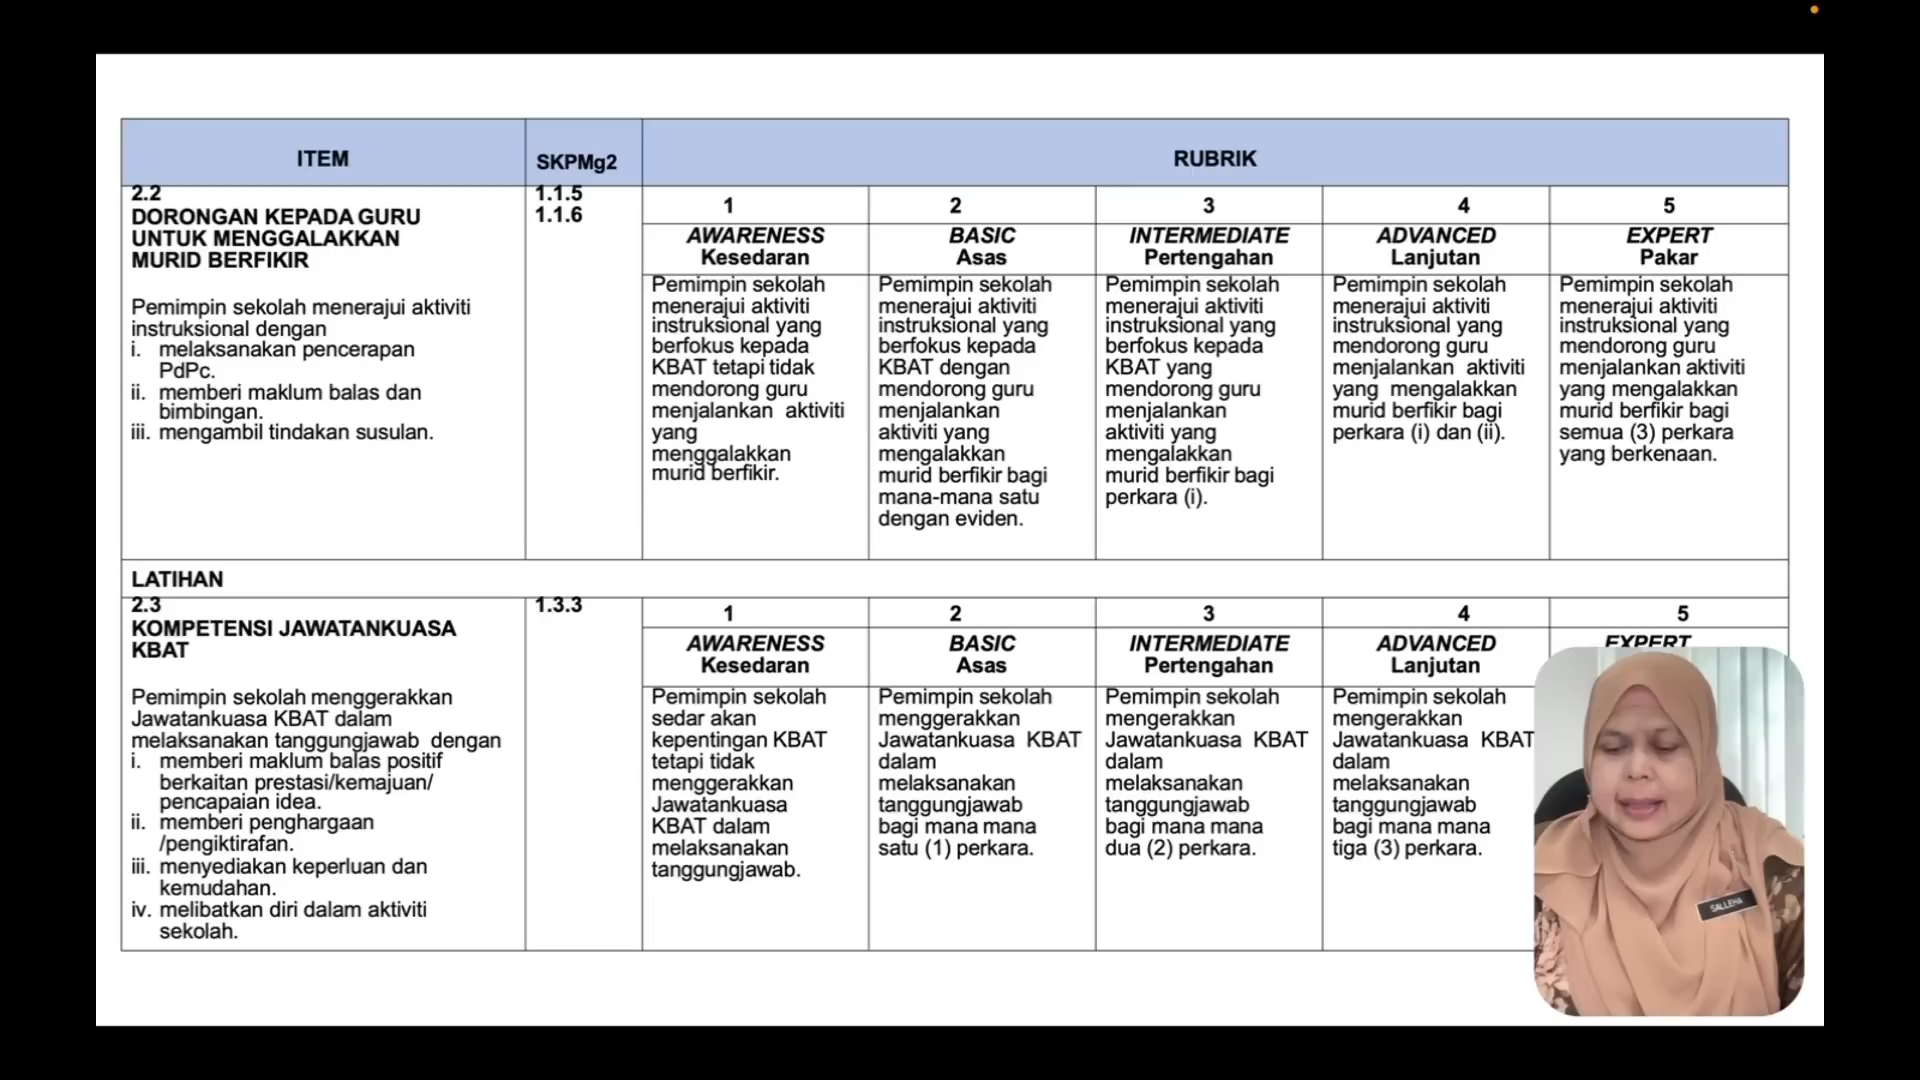 ITEM
SKPMg2
RUBRIK
2.2
DORONGAN KEPADA GURU
UNTUK MENGGALAKKAN
MURID BERFIKIR
Pemimpin sekolah menerajui aktiviti
instruksional dengan
i. melaksanakan pencerapan
PdPc.
ii. memberi maklum balas dan
bimbingan.
iii. mengambil tindakan susulan.
1.1.5
1.1.6
1
AWARENESS
Kesedaran
Pemimpin sekolah
menerajui aktiviti
instruksional yang
berfokus kepada
KBAT tetapi tidak
mendorong guru
menjalankan aktiviti
yang
menggalakkan
murid berfikir.
2
BASIC
Asas
Pemimpin sekolah
menerajui aktiviti
instruksional yang
berfokus kepada
KBAT dengan
mendorong guru
menjalankan
aktiviti yang
mengalakkan
murid berfikir bagi
mana-mana satu
dengan eviden.
3
INTERMEDIATE
Pertengahan
Pemimpin sekolah
menerajui aktiviti
instruksional yang
berfokus kepada
KBAT yang
mendorong guru
menjalankan
aktiviti yang
mengalakkan
murid berfikir bagi
perkara (i).
4
ADVANCED
Lanjutan
Pemimpin sekolah
menerajui aktiviti
instruksional yang
mendorong guru
menjalankan aktiviti
yang mengalakkan
murid berfikir bagi
perkara (i) dan (ii).
5
EXPERT
Pakar
Pemimpin sekolah
menerajui aktiviti
instruksional yang
mendorong guru
menjalankan aktiviti
yang mengalakkan
murid berfikir bagi
semua (3) perkara
yang berkenaan.
LATIHAN
2.3
KOMPETENSI JAWATANKUASA
KBAT
Pemimpin sekolah menggerakkan
Jawatankuasa KBAT dalam
melaksanakan tanggungjawab dengan
i. memberi maklum balas positif
berkaitan prestasi/kemajuan/
pencapaian idea.
ii. memberi penghargaan
/pengiktirafan.
iii. menyediakan keperluan dan
kemudahan.
iv. melibatkan diri dalam aktiviti
sekolah.
1.3.3
1
AWARENESS
Kesedaran
Pemimpin sekolah
sedar akan
kepentingan KBAT
tetapi tidak
menggerakkan
Jawatankuasa
KBAT dalam
melaksanakan
tanggungjawab.
2
BASIC
Asas
Pemimpin sekolah
menggerakkan
Jawatankuasa KBAT
dalam
melaksanakan
tanggungjawab
bagi mana mana
satu (1) perkara.
3
INTERMEDIATE
Pertengahan
Pemimpin sekolah
mengerakkan
Jawatankuasa KBAT
dalam
melaksanakan
tanggungjawab
bagi mana mana
dua (2) perkara.
4
ADVANCED
Lanjutan
Pemimpin sekolah
mengerakkan
Jawatankuasa KBAT
dalam
melaksanakan
tanggungjawab
bagi mana mana
tiga (3) perkara.
5
EXPERT
SALLEHA